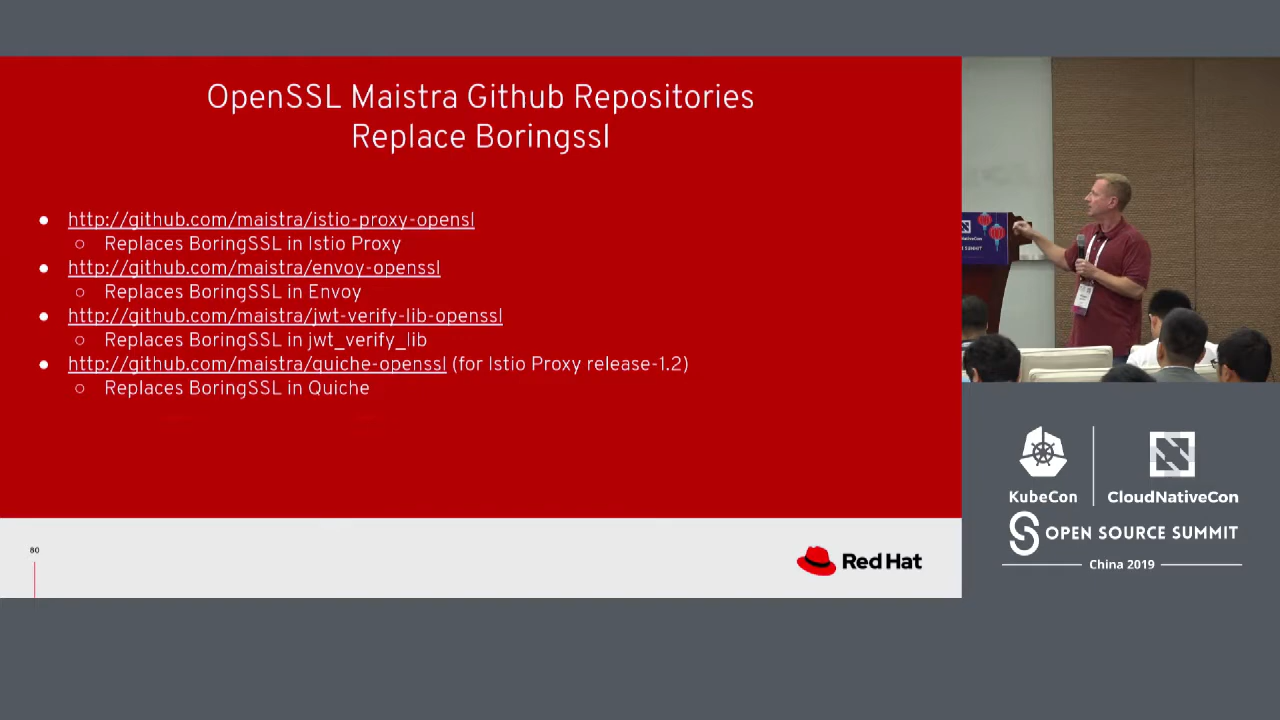 OpenSSL Maistra Github Repositories
Replace Boringssl
● http://github.com/maistra/istio-proxy-opensl
○ Replaces BoringSSL in Istio Proxy
● http://github.com/maistra/envoy-openssl
○ Replaces BoringSSL in Envoy
● http://github.com/maistra/jwt-verify-lib-openssl
○ Replaces BoringSSL in jwt_verify_lib
● http://github.com/maistra/quiche-openssl (for Istio Proxy release-1.2)
○ Replaces BoringSSL in Quiche
80
Red Hat
KubeCon
CloudNativeCon
OPEN SOURCE SUMMIT
China 2019